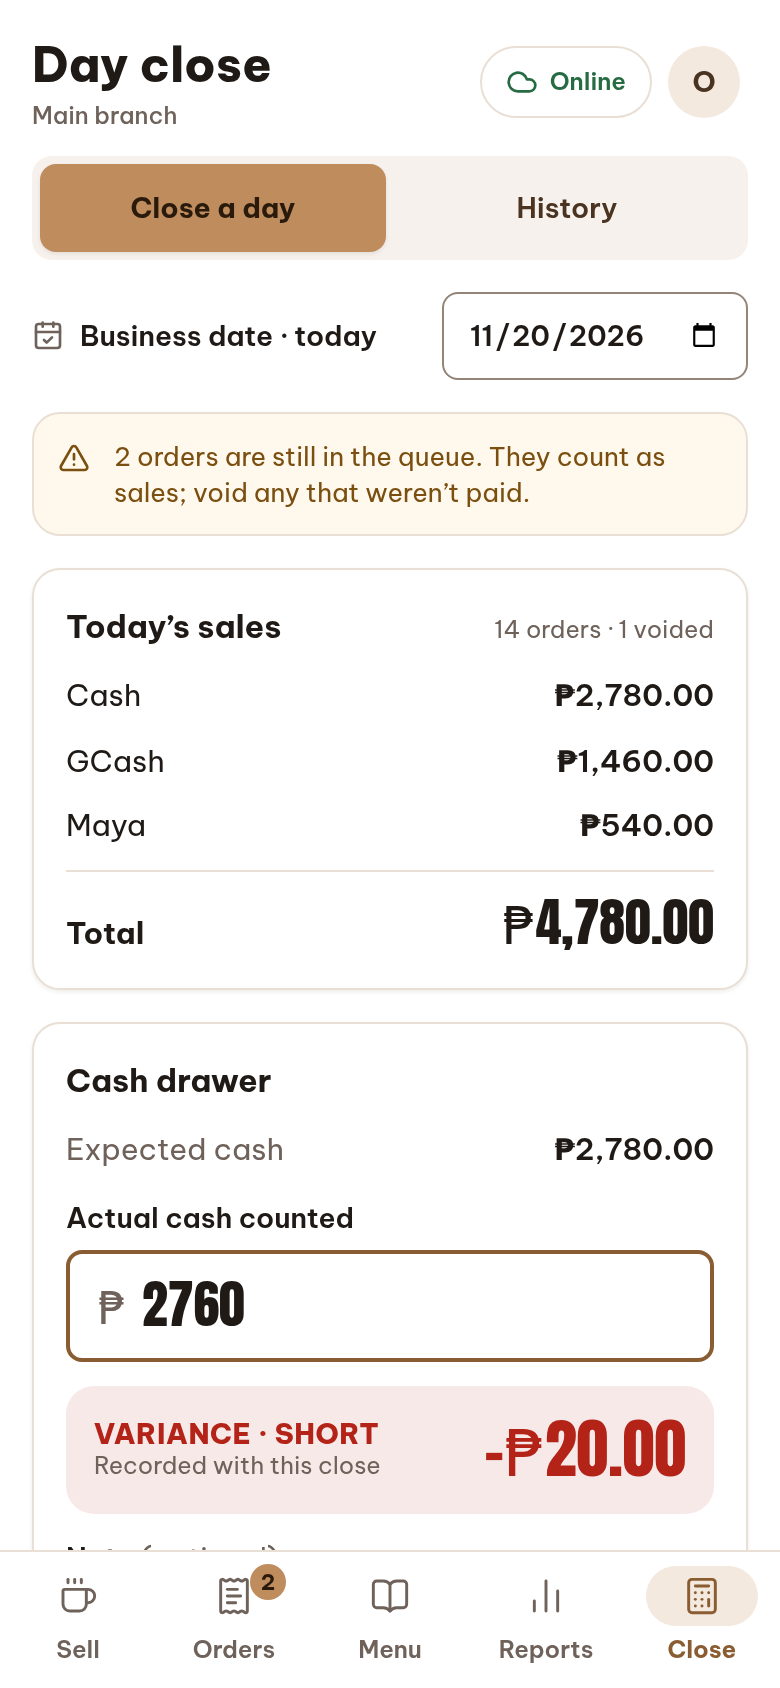 Day close
Main branch
Online
O
Close a day
History
Business date · today
11/20/2026
2 orders are still in the queue. They count as
sales; void any that weren’t paid.
Today’s sales
14 orders · 1 voided
Cash
₱2,780.00
GCash
₱1,460.00
Maya
₱540.00
Total
₱4,780.00
Cash drawer
Expected cash
₱2,780.00
Actual cash counted
₱ 2760
VARIANCE · SHORT
Recorded with this close
-₱20.00
2
Sell
Orders
Menu
Reports
Close